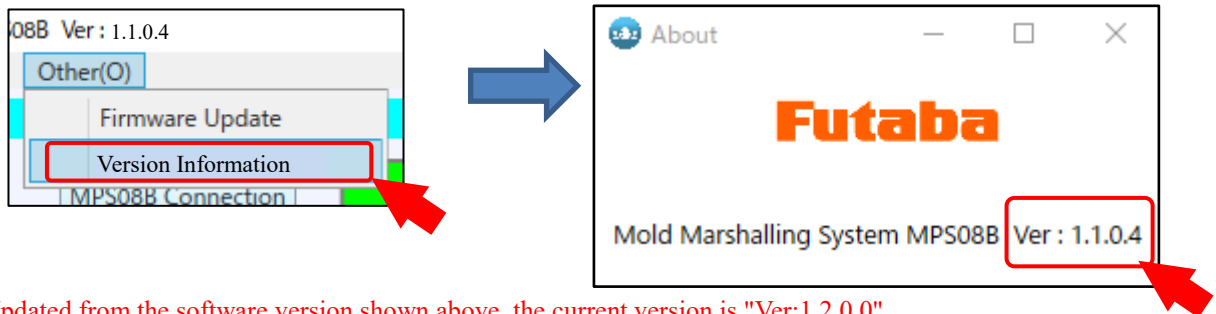 08B Ver : 1.1.0.4
Other(O)
Firmware Update
Version Information
MPS08B Connection
About
Futaba
Mold Marshalling System MPS08B Ver : 1.1.0.4
pdated from the software version shown above, the current version is "Ver:1.2.0.0"